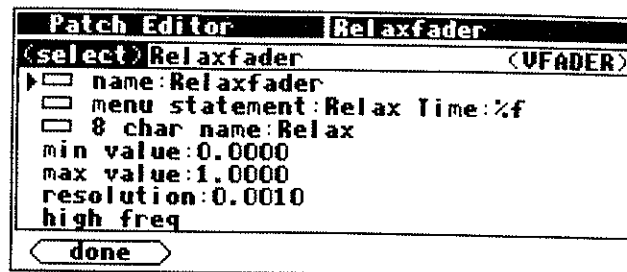 Patch Editor Relaxfader
(select) Relaxfader (VFADER)
name:Relaxfader
menu statement:Relax Time:%f
8 char name:Relax
min value:0.0000
max value:1.0000
resolution:0.0010
high freq
done